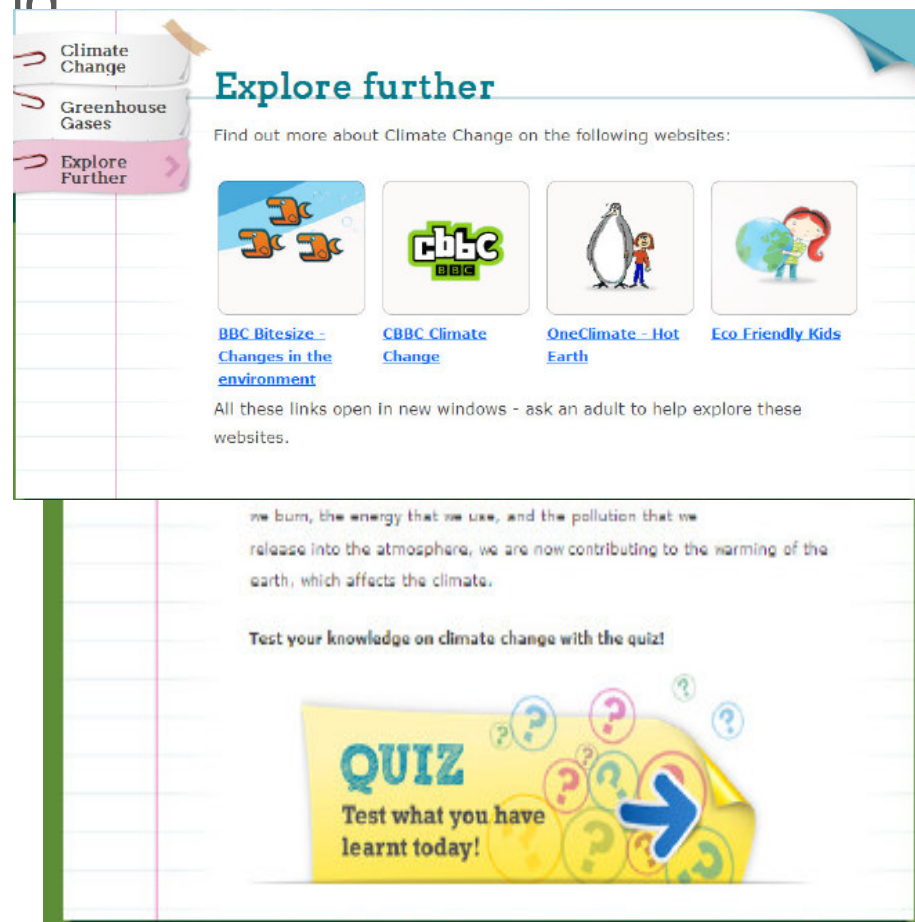 Climate
Change
Greenhouse
Gases
Explore
Further
Explore further
Find out more about Climate Change on the following websites:
cbbc
BBC
BBC Bitesize -
Changes in the
environment
CBBC Climate
Change
OneClimate - Hot
Earth
Eco Friendly Kids
All these links open in new windows - ask an adult to help explore these
websites.
we burn, the energy that we use, and the pollution that we
release into the atmosphere, we are now contributing to the warming of the
earth, which affects the climate.
Test your knowledge on climate change with the quiz!
QUIZ
Test what you have
learnt today!